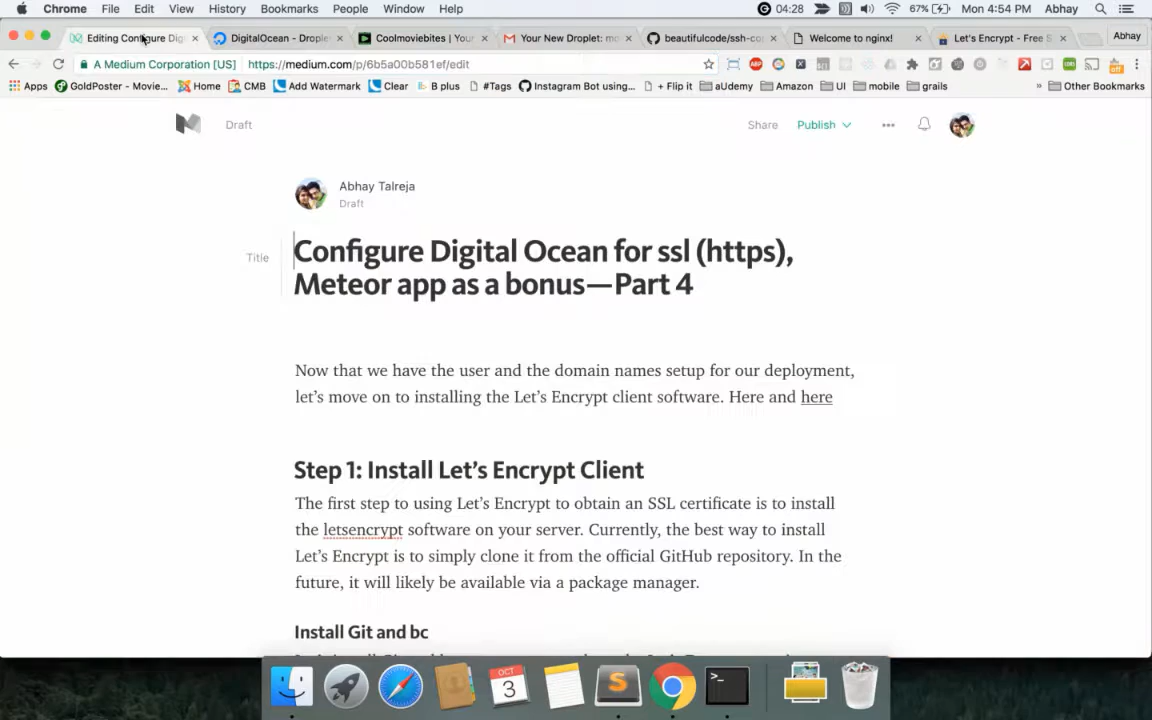 Chrome File Edit View History Bookmarks People Window Help 04:28 67% Mon 4:54 PM Abhay
Editing Configure Dig DigitalOcean - Drople Coolmoviebites | Your Your New Droplet: mo beautifulcode/ssh-co Welcome to nginx! Let's Encrypt - Free S Abhay
A Medium Corporation [US] https://medium.com/p/6b5a00b581ef/edit
Apps GoldPoster - Movie... Home CMB Add Watermark Clear B plus #Tags Instagram Bot using... + Flip it aUdemy Amazon UI mobile grails » Other Bookmarks
Draft Share Publish
Abhay Talreja
Draft
Title
Configure Digital Ocean for ssl (https),
Meteor app as a bonus—Part 4
Now that we have the user and the domain names setup for our deployment,
let's move on to installing the Let's Encrypt client software. Here and here
Step 1: Install Let's Encrypt Client
The first step to using Let's Encrypt to obtain an SSL certificate is to install
the letsencrypt software on your server. Currently, the best way to install
Let's Encrypt is to simply clone it from the official GitHub repository. In the
future, it will likely be available via a package manager.
Install Git and bc
OCT
3